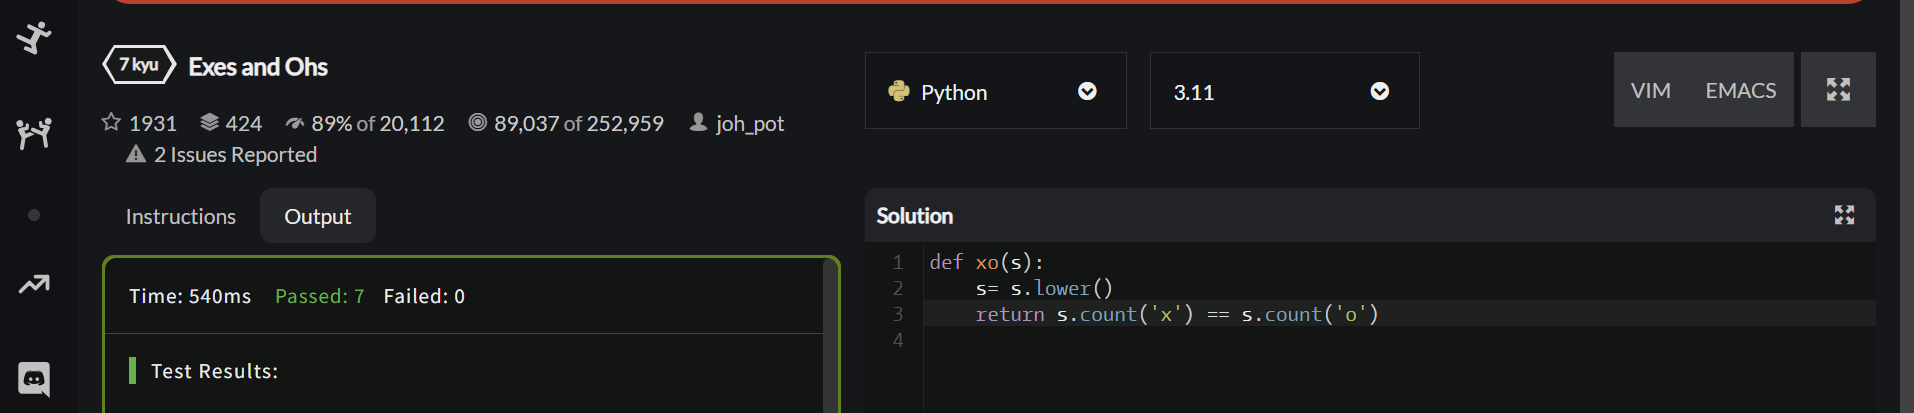 7 kyu Exes and Ohs
1931 424 89% of 20,112 89,037 of 252,959 joh_pot
2 Issues Reported
Python 3.11 VIM EMACS
Instructions Output
Time: 540ms Passed: 7 Failed: 0
Test Results:
Solution
1 def xo(s):
2     s= s.lower()
3     return s.count('x') == s.count('o')
4